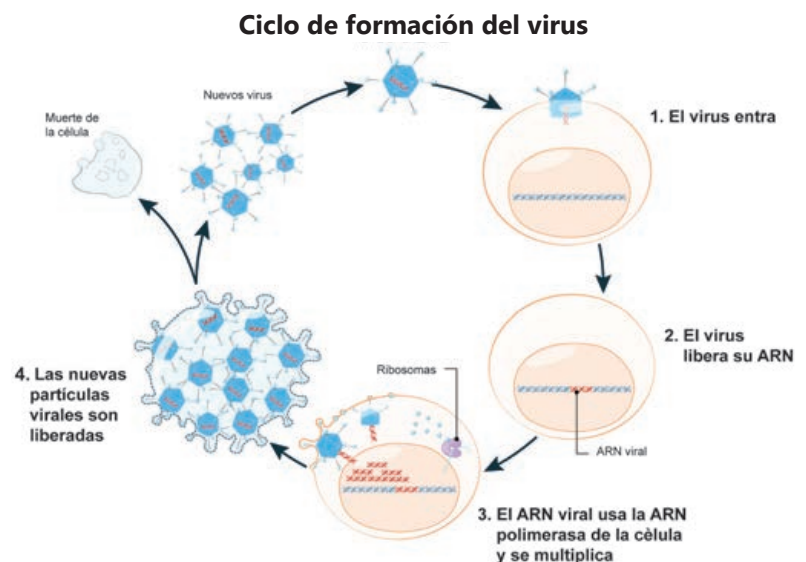 Ciclo de formación del virus
Nuevos virus
Muerte de
la célula
1. El virus entra
2. El virus
libera su ARN
ARN viral
Ribosomas
3. El ARN viral usa la ARN
polimerasa de la cèlula
y se multiplica
4. Las nuevas
partículas
virales son
liberadas